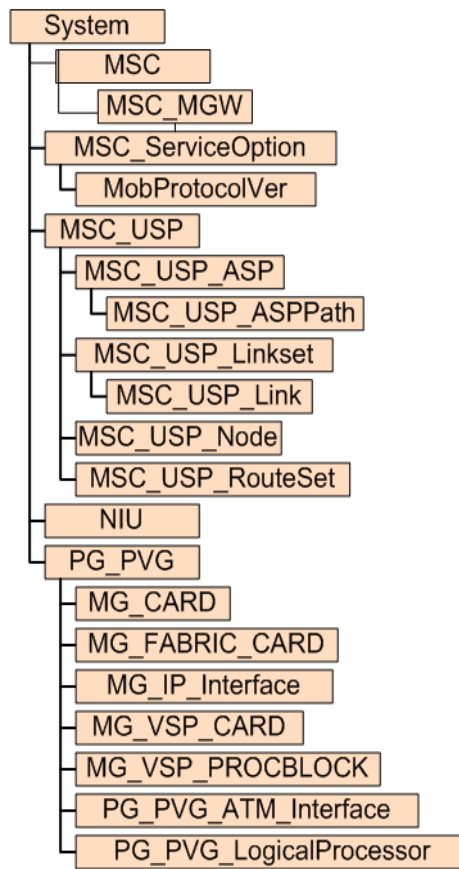 System
MSC
MSC_MGW
MSC_ServiceOption
MobProtocolVer
MSC_USP
MSC_USP_ASP
MSC_USP_ASPPath
MSC_USP_Linkset
MSC_USP_Link
MSC_USP_Node
MSC_USP_RouteSet
NIU
PG_PVG
MG_CARD
MG_FABRIC_CARD
MG_IP_Interface
MG_VSP_CARD
MG_VSP_PROCBLOCK
PG_PVG_ATM_Interface
PG_PVG_LogicalProcessor